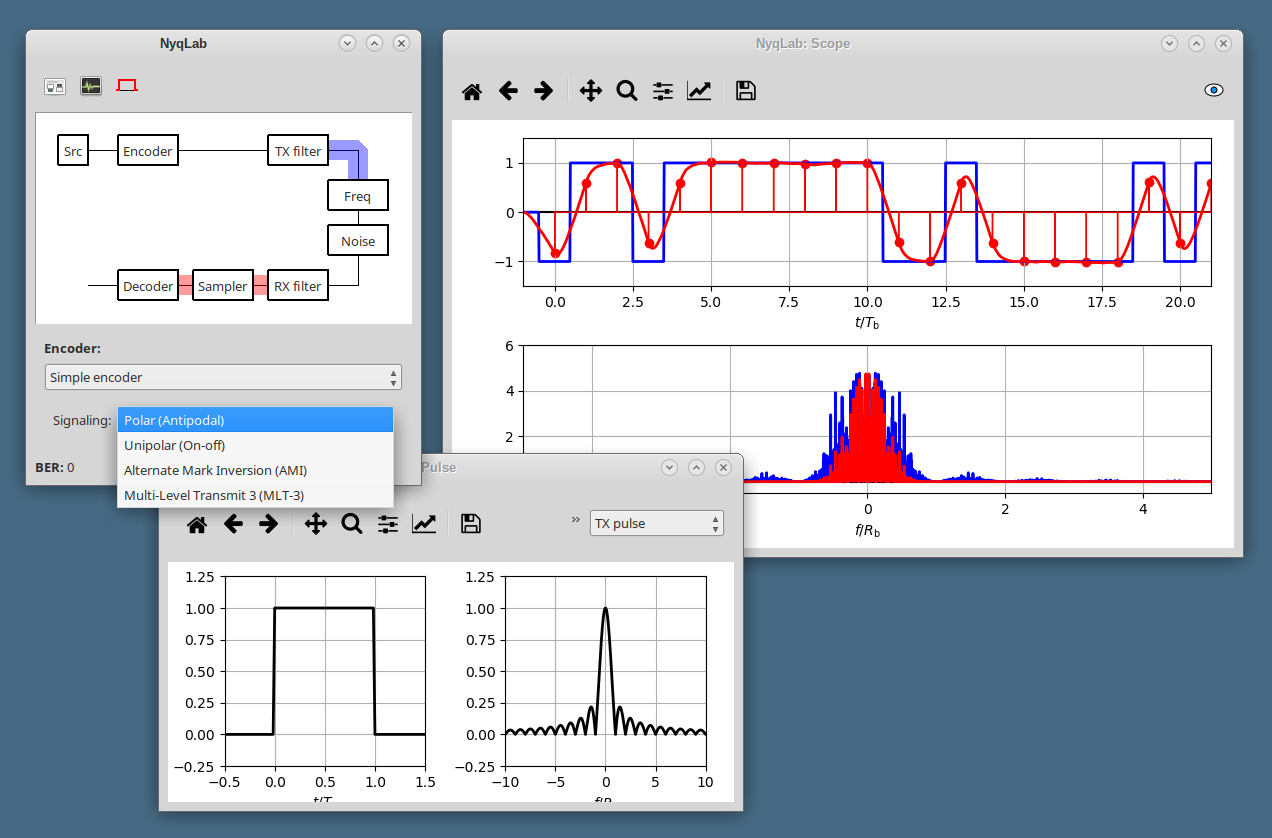 NyqLab
Src
Encoder
TX filter
Freq
Noise
Decoder
Sampler
RX filter
Encoder:
Simple encoder
Signaling:
Polar (Antipodal)
Unipolar (On-off)
Alternate Mark Inversion (AMI)
Multi-Level Transmit 3 (MLT-3)
BER: 0
NyqLab: Scope
1
0
−1
0.0 2.5 5.0 7.5 10.0 12.5 15.0 17.5 20.0
t/Tb
6
4
2
0 2 4
f/Rb
Pulse
»
TX pulse
1.25
1.00
0.75
0.50
0.25
0.00
−0.25
−0.5 0.0 0.5 1.0 1.5
t/T
1.25
1.00
0.75
0.50
0.25
0.00
−0.25
−10 −5 0 5 10
f/R